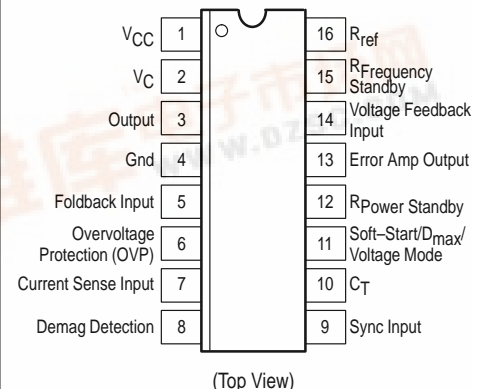 VCC 1
VC 2
Output 3
Gnd 4
Foldback Input 5
Overvoltage
Protection (OVP) 6
Current Sense Input 7
Demag Detection 8
16 Rref
15 RFrequency
Standby
14 Voltage Feedback
Input
13 Error Amp Output
12 RPower Standby
11 Soft–Start/Dmax/
Voltage Mode
10 CT
9 Sync Input
(Top View)